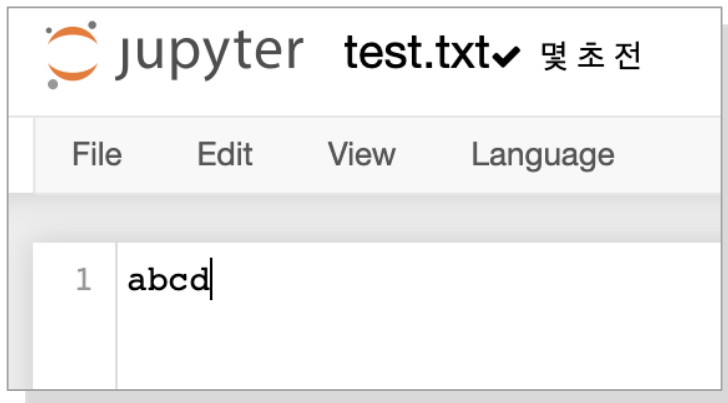 jupyter test.txt 몇 초 전
File Edit View Language
1 abcd